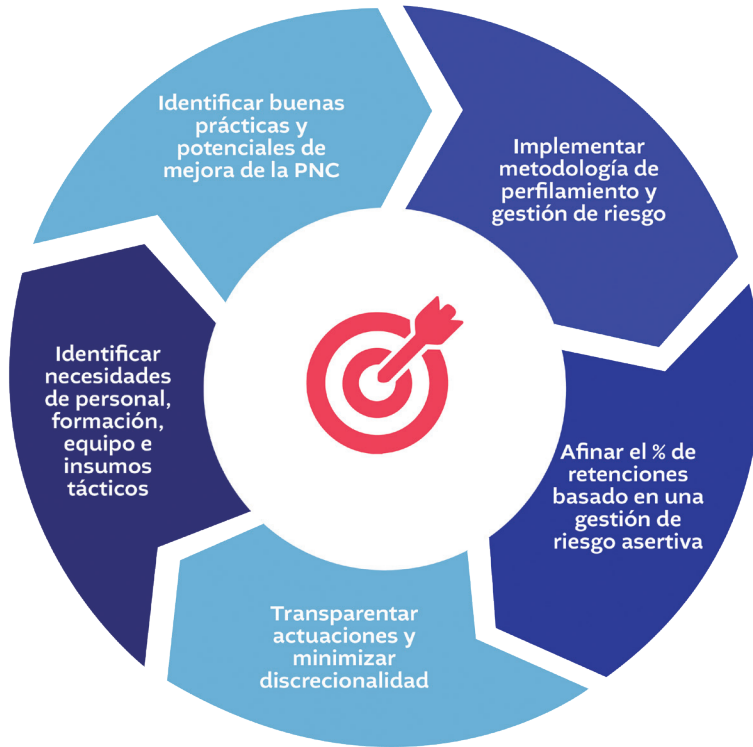 Identificar buenas
prácticas y
potenciales de
mejora de la PNC
Implementar
metodología de
perfilamiento y
gestión de riesgo
Afinar el % de
retenciones
basado en una
gestión de
riesgo asertiva
Transparentar
actuaciones y
minimizar
discrecionalidad
Identificar
necesidades
de personal,
formación,
equipo e
insumos
tácticos